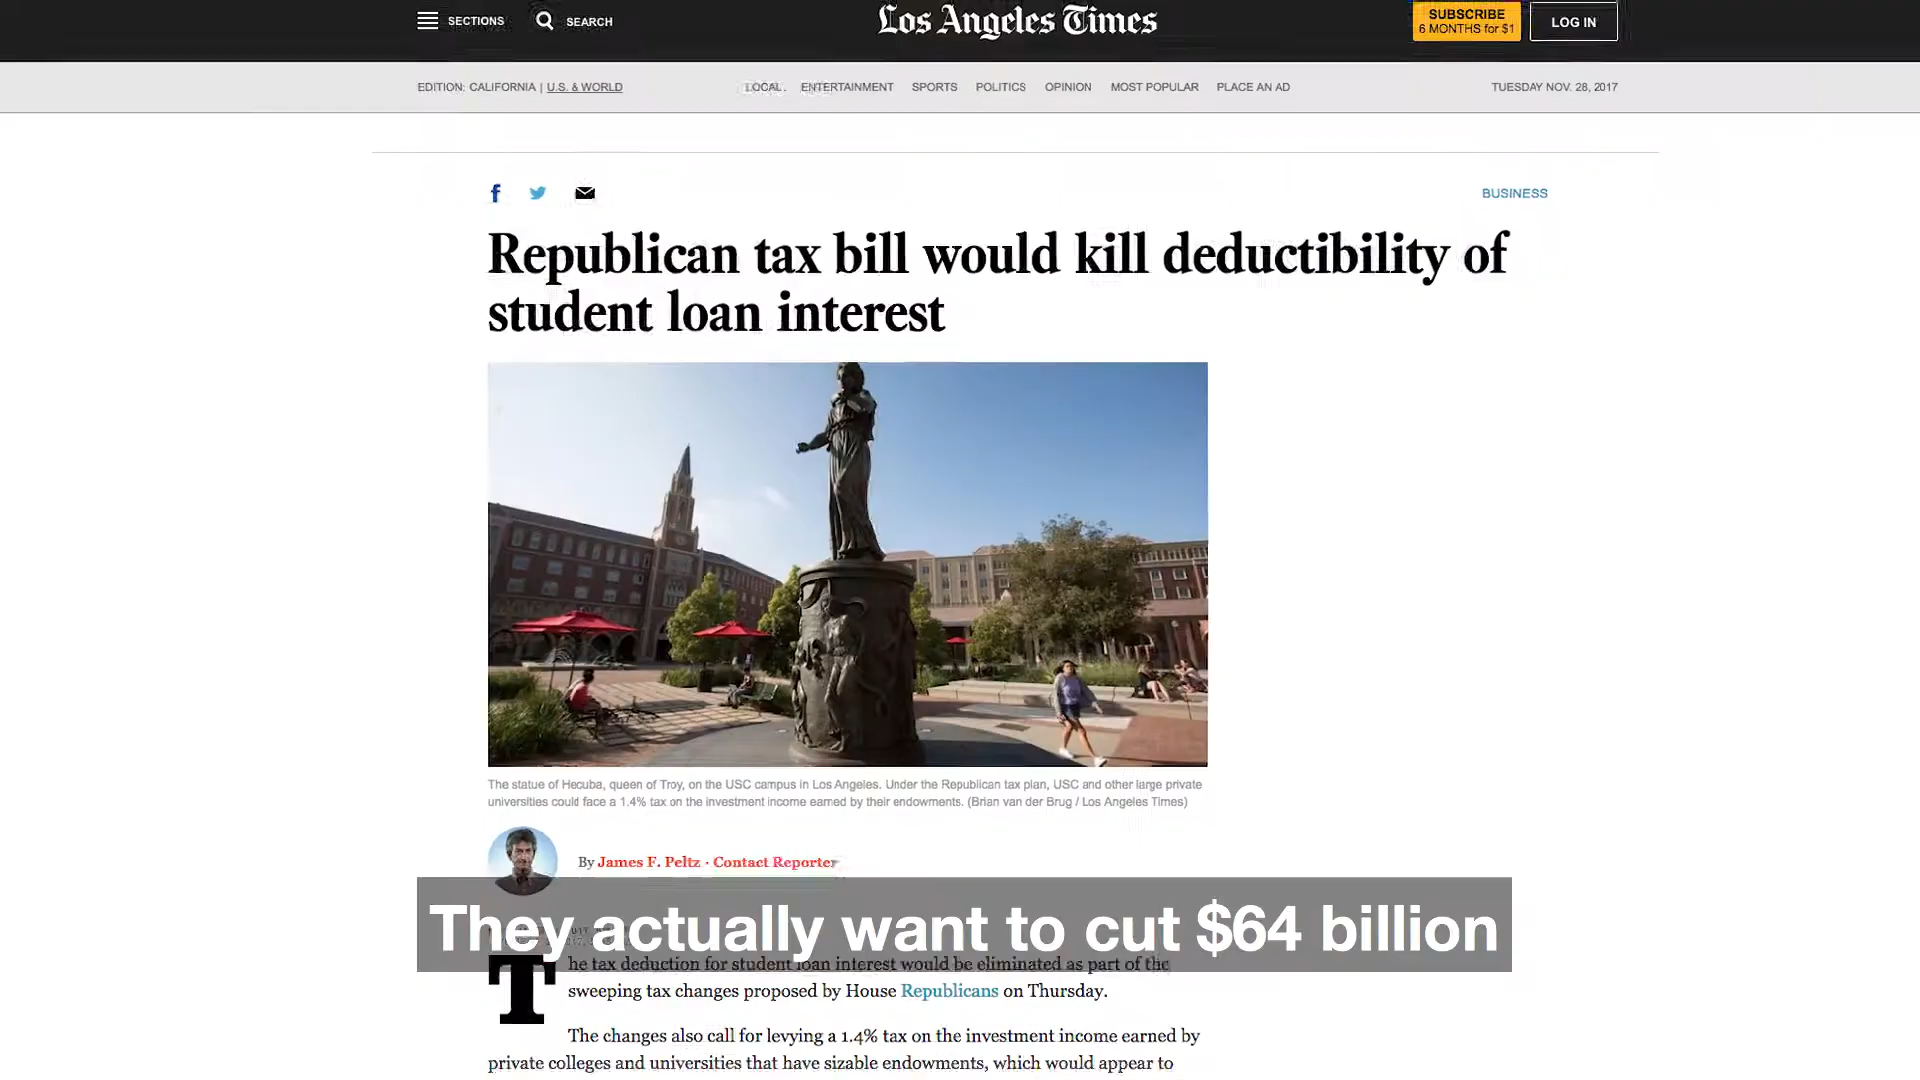 SECTIONS SEARCH Los Angeles Times SUBSCRIBE
6 MONTHS for $1 LOG IN
EDITION: CALIFORNIA | U.S. & WORLD LOCAL ENTERTAINMENT SPORTS POLITICS OPINION MOST POPULAR PLACE AN AD TUESDAY NOV. 28, 2017
BUSINESS
Republican tax bill would kill deductibility of
student loan interest
The statue of Hecuba, queen of Troy, on the USC campus in Los Angeles. Under the Republican tax plan, USC and other large private
universities could face a 1.4% tax on the investment income earned by their endowments. (Brian van der Brug / Los Angeles Times)
By James F. Peltz · Contact Reporter
They actually want to cut $64 billion
The tax deduction for student loan interest would be eliminated as part of the
sweeping tax changes proposed by House Republicans on Thursday.
The changes also call for levying a 1.4% tax on the investment income earned by
private colleges and universities that have sizable endowments, which would appear to